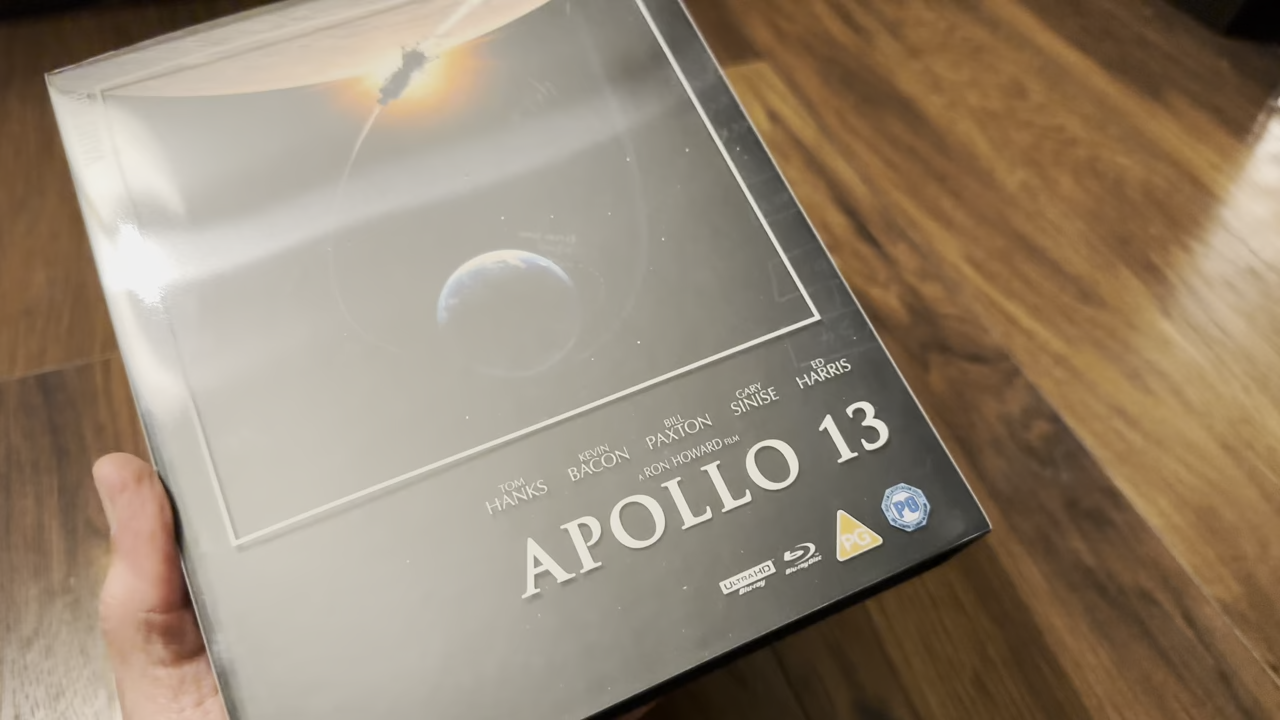 TOM HANKS
KEVIN BACON
BILL PAXTON
GARY SINISE
ED HARRIS
A RON HOWARD FILM
APOLLO 13
ULTRA HD Blu-ray
Blu-ray Disc
PG
PG